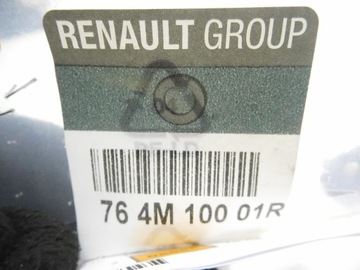 RENAULT GROUP
76 4M 100 01R